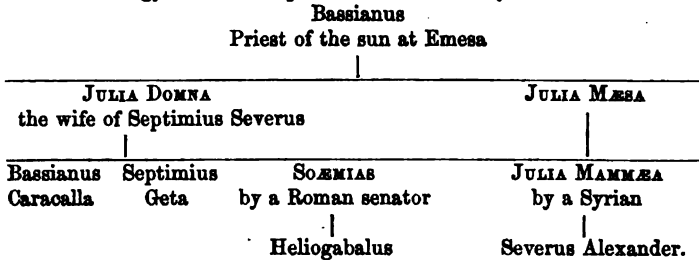 Bassianus
Priest of the sun at Emesa
JULIA DOMNA JULIA MÆSA
the wife of Septimius Severus
Bassianus Septimius SOÆMIAS JULIA MAMMÆA
Caracalla Geta by a Roman senator by a Syrian
Heliogabalus Severus Alexander.